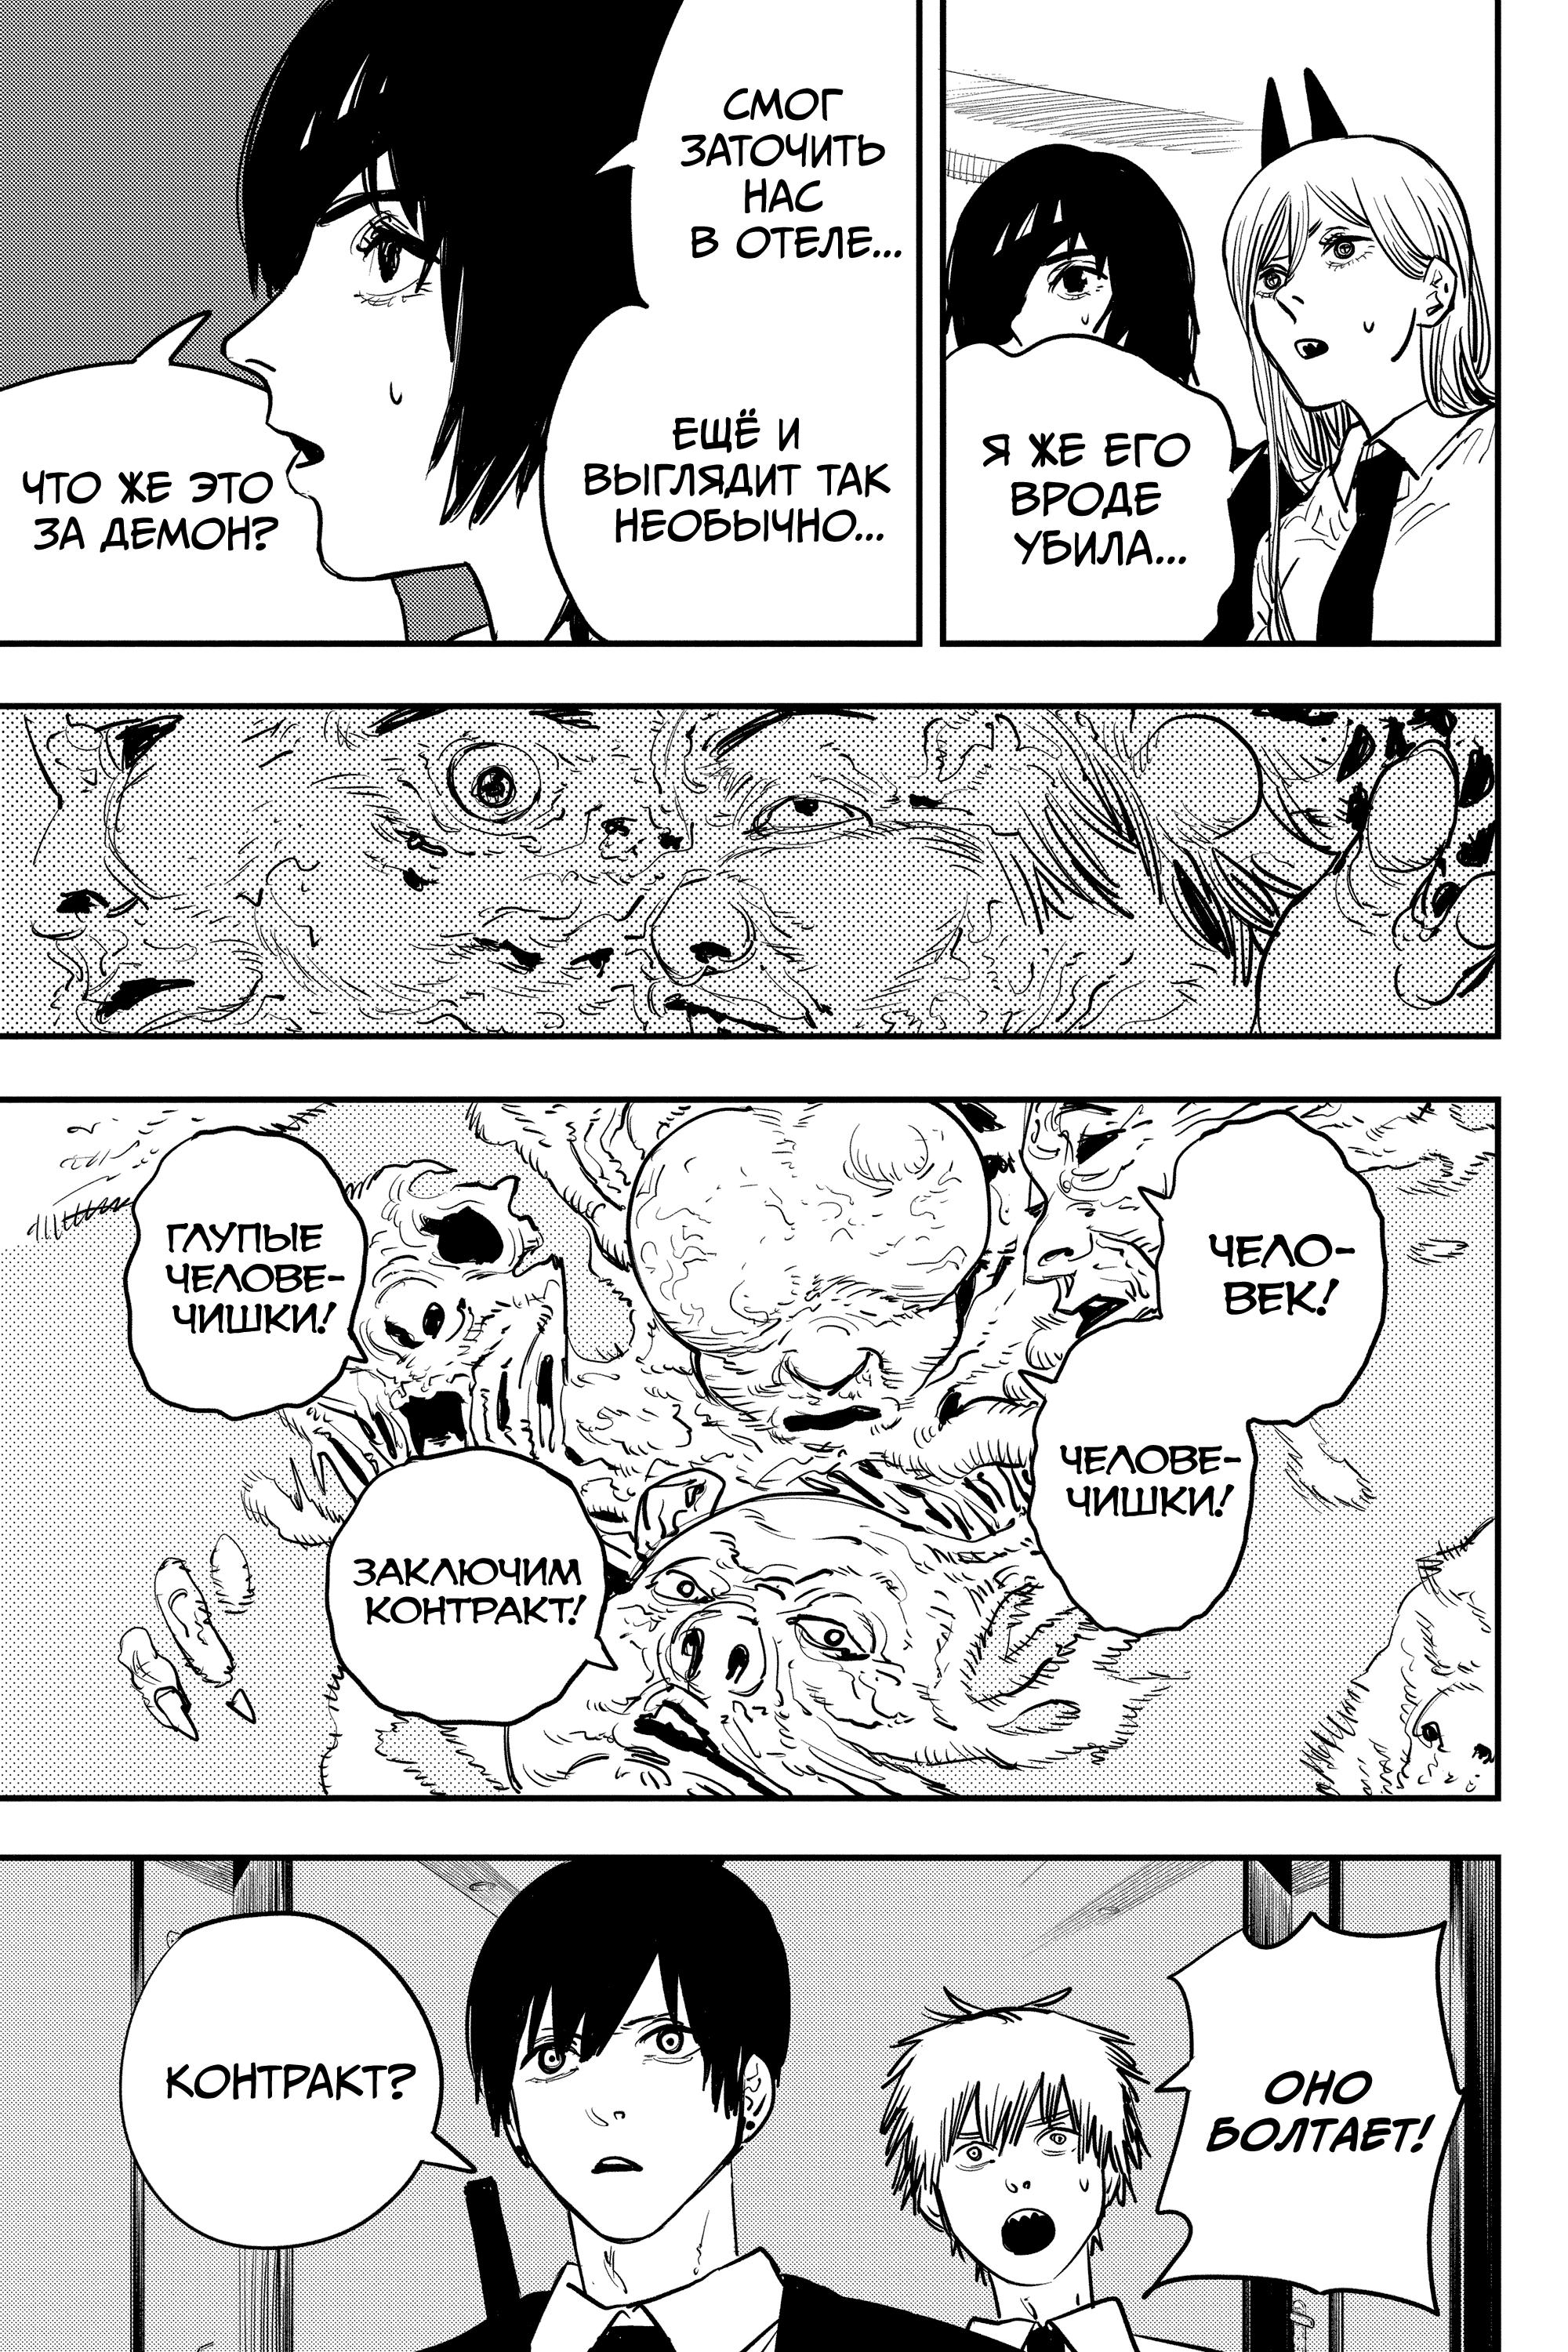 Я ЖЕ ЕГО
ВРОДЕ
УБИЛА...
СМОГ
ЗАТОЧИТЬ
НАС
В ОТЕЛЕ...
ЕЩЁ И
ВЫГЛЯДИТ ТАК
НЕОБЫЧНО...
ЧТО ЖЕ ЭТО
ЗА ДЕМОН?
ЧЕЛО-
ВЕК!
ЧЕЛОВЕ-
ЧИШКИ!
ГЛУПЫЕ
ЧЕЛОВЕ-
ЧИШКИ!
ЗАКЛЮЧИМ
КОНТРАКТ!
ОНО
БОЛТАЕТ!
КОНТРАКТ?